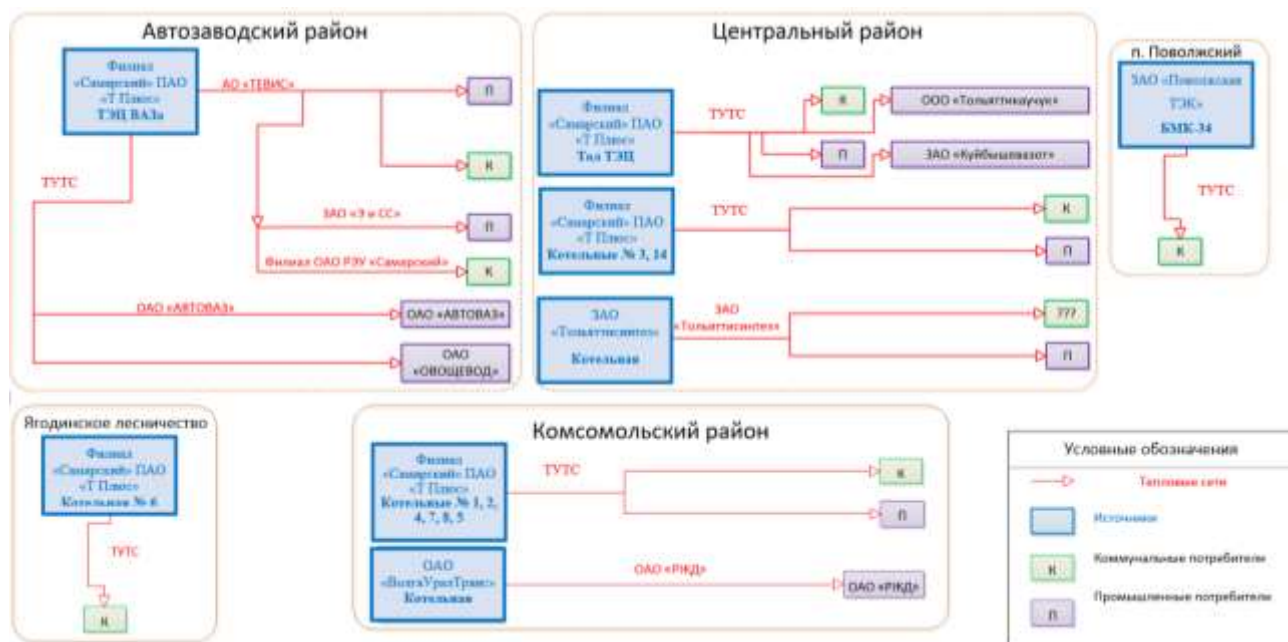 Автозаводский район
Филиал
«Самарский» ПАО
«Т Плюс»
ТЭЦ ВАЗа
АО «ТЕВИС»
П
К
ТУТС
ЗАО «Э и СС»
П
Филиал ОАО РЭУ «Самарский»
К
ОАО «АВТОВАЗ»
ОАО «АВТОВАЗ»
ОАО
«ОВОЩЕВОД»
Центральный район
Филиал
«Самарский» ПАО
«Т Плюс»
Тол ТЭЦ
ТУТС
К
ООО «Тольяттикаучук»
П
ЗАО «Куйбышевазот»
Филиал
«Самарский» ПАО
«Т Плюс»
Котельные № 3, 14
ТУТС
К
П
ЗАО
«Тольяттисинтез»
Котельная
ЗАО
«Тольяттисинтез»
???
П
п. Поволжский
ЗАО «Поволжская
ТЭК»
БМК-34
ТУТС
К
Ягодинское лесничество
Филиал
«Самарский» ПАО
«Т Плюс»
Котельная № 6
ТУТС
К
Комсомольский район
Филиал
«Самарский» ПАО
«Т Плюс»
Котельные № 1, 2,
4, 7, 8, 5
ТУТС
К
П
ОАО
«ВолгаУралТранс»
Котельная
ОАО «РЖД»
ОАО «РЖД»
Условные обозначения
Тепловые сети
Источники
К
Коммунальные потребители
П
Промышленные потребители